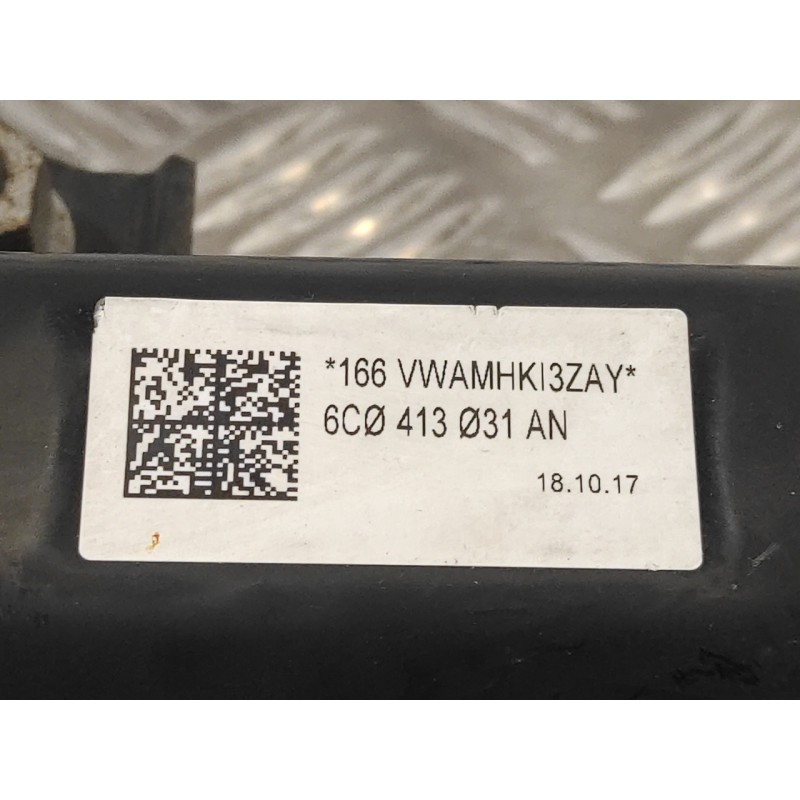 *166 VWAMHKI3ZAY*
6CØ 413 Ø31 AN
18.10.17